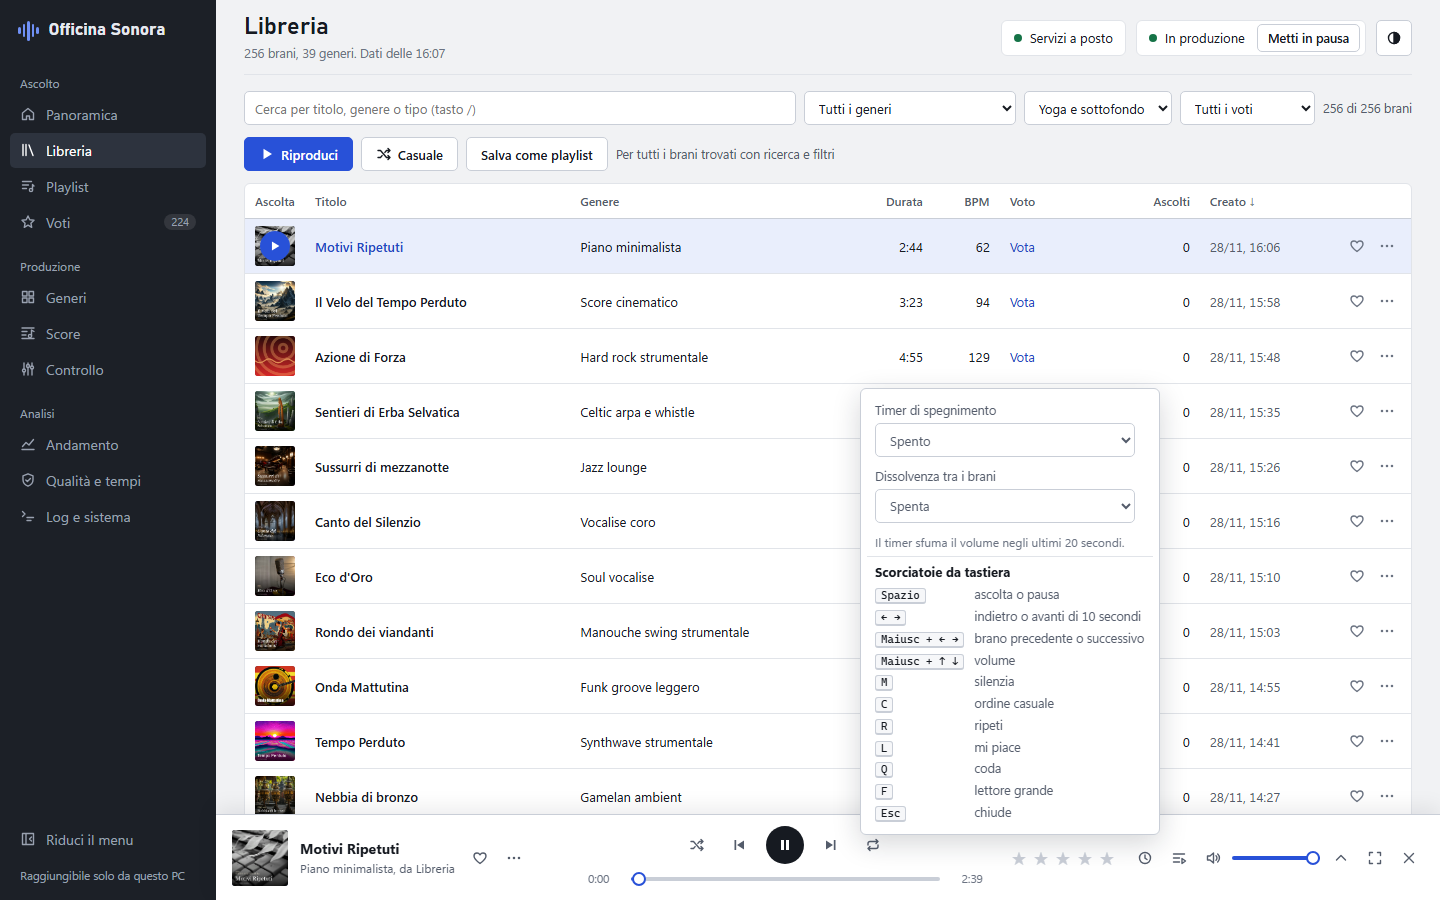 Officina Sonora
Ascolto
Panoramica
Libreria
Playlist
Voti 224
Produzione
Generi
Score
Controllo
Analisi
Andamento
Qualità e tempi
Log e sistema
Riduci il menu
Raggiungibile solo da questo PC
Libreria
256 brani, 39 generi. Dati delle 16:07
Servizi a posto
In produzione Metti in pausa
Cerca per titolo, genere o tipo (tasto /)
Tutti i generi
Yoga e sottofondo
Tutti i voti
256 di 256 brani
Riproduci
Casuale
Salva come playlist
Per tutti i brani trovati con ricerca e filtri
Ascolta Titolo Genere Durata BPM Voto Ascolti Creato ↓
Motivi Ripetuti Piano minimalista 2:44 62 Vota 0 28/11, 16:06
Il Velo del Tempo Perduto Score cinematico 3:23 94 Vota 0 28/11, 15:58
Azione di Forza Hard rock strumentale 4:55 129 Vota 0 28/11, 15:48
Sentieri di Erba Selvatica Celtic arpa e whistle 0 28/11, 15:35
Sussurri di mezzanotte Jazz lounge 0 28/11, 15:26
Canto del Silenzio Vocalise coro 0 28/11, 15:16
Eco d'Oro Soul vocalise 0 28/11, 15:10
Rondo dei viandanti Manouche swing strumentale 0 28/11, 15:03
Onda Mattutina Funk groove leggero 0 28/11, 14:55
Tempo Perduto Synthwave strumentale 0 28/11, 14:41
Nebbia di bronzo Gamelan ambient 0 28/11, 14:27
Timer di spegnimento
Spento
Dissolvenza tra i brani
Spenta
Il timer sfuma il volume negli ultimi 20 secondi.
Scorciatoie da tastiera
Spazio ascolta o pausa
← → indietro o avanti di 10 secondi
Maiusc + ← → brano precedente o successivo
Maiusc + ↑ ↓ volume
M silenzia
C ordine casuale
R ripeti
L mi piace
Q coda
F lettore grande
Esc chiude
Motivi Ripetuti
Piano minimalista, da Libreria
0:00 2:39